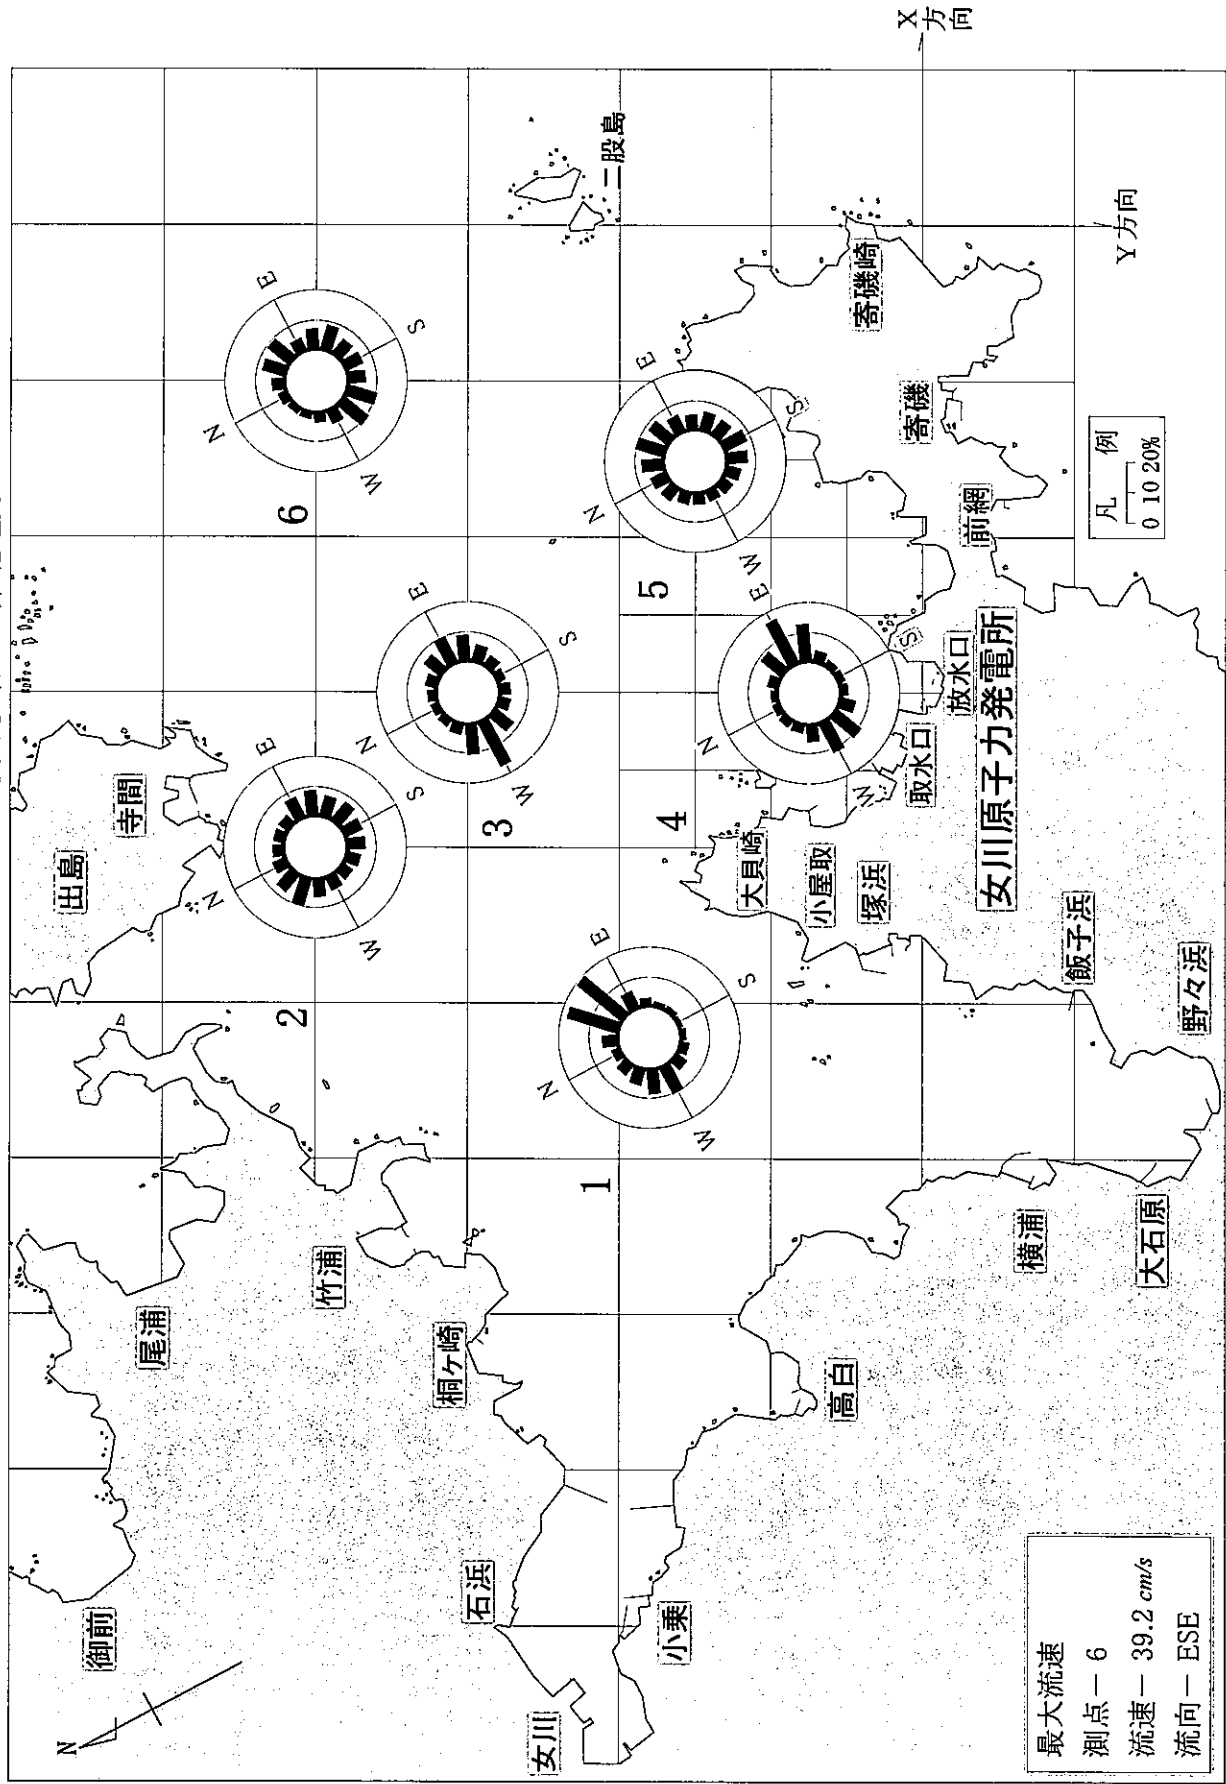 N
御前
尾浦
出島
寺間
女川
石浜
桐ケ崎
竹浦
小乗
高白
横浦
大石原
野々浜
飯子浜
塚浜
小屋取
大貝崎
取水口
放水口
女川原子力発電所
前網
寄磯
寄磯崎
二股島
1
N
E
S
W
2
N
E
S
W
3
N
E
S
W
4
N
E
S
W
5
N
E
S
W
6
N
E
S
W
X方向
Y方向
凡 例
0 10 20%
最大流速
測点－6
流速－39.2 cm/s
流向－ESE